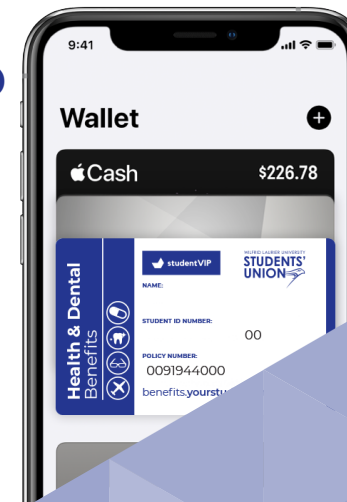 9:41
Wallet
Cash $226.78
studentVIP
WILFRID LAURIER UNIVERSITY
STUDENTS'
UNION
NAME:
STUDENT ID NUMBER:
00
POLICY NUMBER:
0091944000
benefits.yourstu
Health & Dental
Benefits